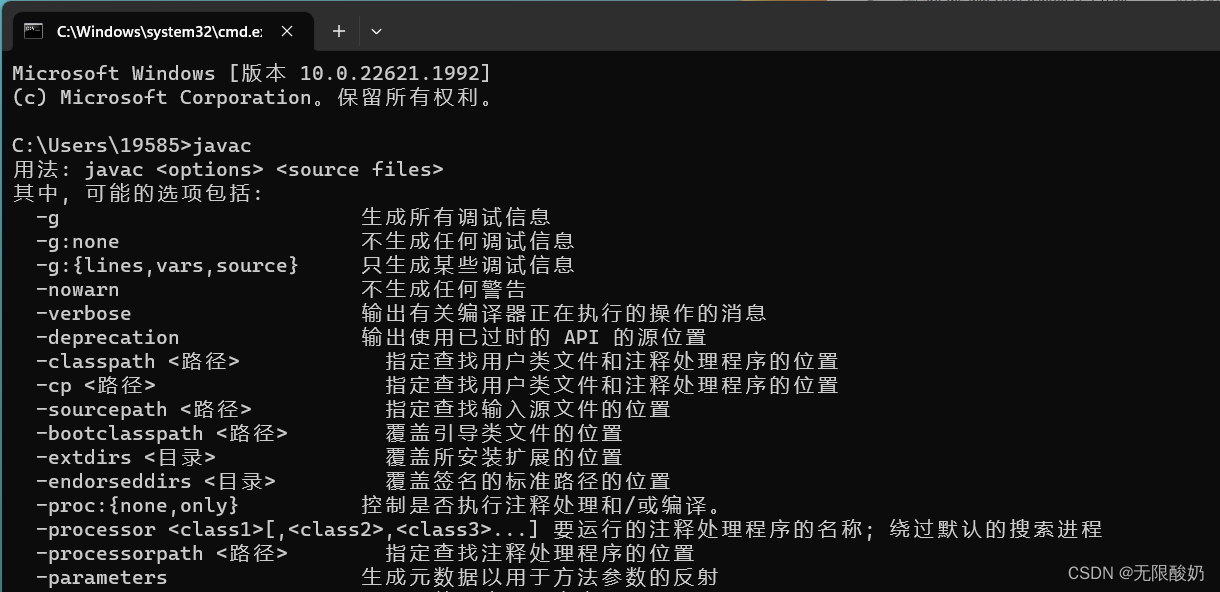 C:\Windows\system32\cmd.e
Microsoft Windows [版本 10.0.22621.1992]
(c) Microsoft Corporation。保留所有权利。
C:\Users\19585>javac
用法: javac <options> <source files>
其中, 可能的选项包括:
-g 生成所有调试信息
-g:none 不生成任何调试信息
-g:{lines,vars,source} 只生成某些调试信息
-nowarn 不生成任何警告
-verbose 输出有关编译器正在执行的操作的消息
-deprecation 输出使用已过时的 API 的源位置
-classpath <路径> 指定查找用户类文件和注释处理程序的位置
-cp <路径> 指定查找用户类文件和注释处理程序的位置
-sourcepath <路径> 指定查找输入源文件的位置
-bootclasspath <路径> 覆盖引导类文件的位置
-extdirs <目录> 覆盖所安装扩展的位置
-endorseddirs <目录> 覆盖签名的标准路径的位置
-proc:{none,only} 控制是否执行注释处理和/或编译。
-processor <class1>[,<class2>,<class3>...] 要运行的注释处理程序的名称; 绕过默认的搜索进程
-processorpath <路径> 指定查找注释处理程序的位置
-parameters 生成元数据以用于方法参数的反射
CSDN @无限酸奶